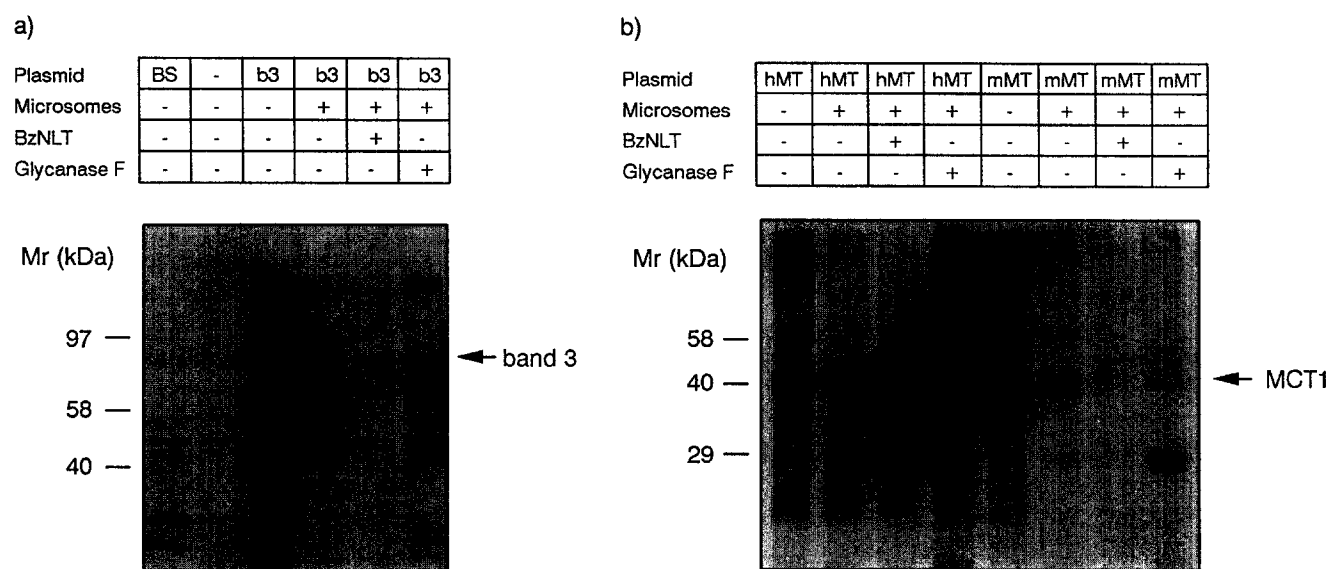 a)
Plasmid BS - b3 b3 b3 b3
Microsomes - - - + + +
BzNLT - - - - + -
Glycanase F - - - - - +
Mr (kDa)
97
58
40
band 3
b)
Plasmid hMT hMT hMT hMT mMT mMT mMT mMT
Microsomes - + + + - + + +
BzNLT - - + - - - + -
Glycanase F - - - + - - - +
Mr (kDa)
58
40
29
MCT1